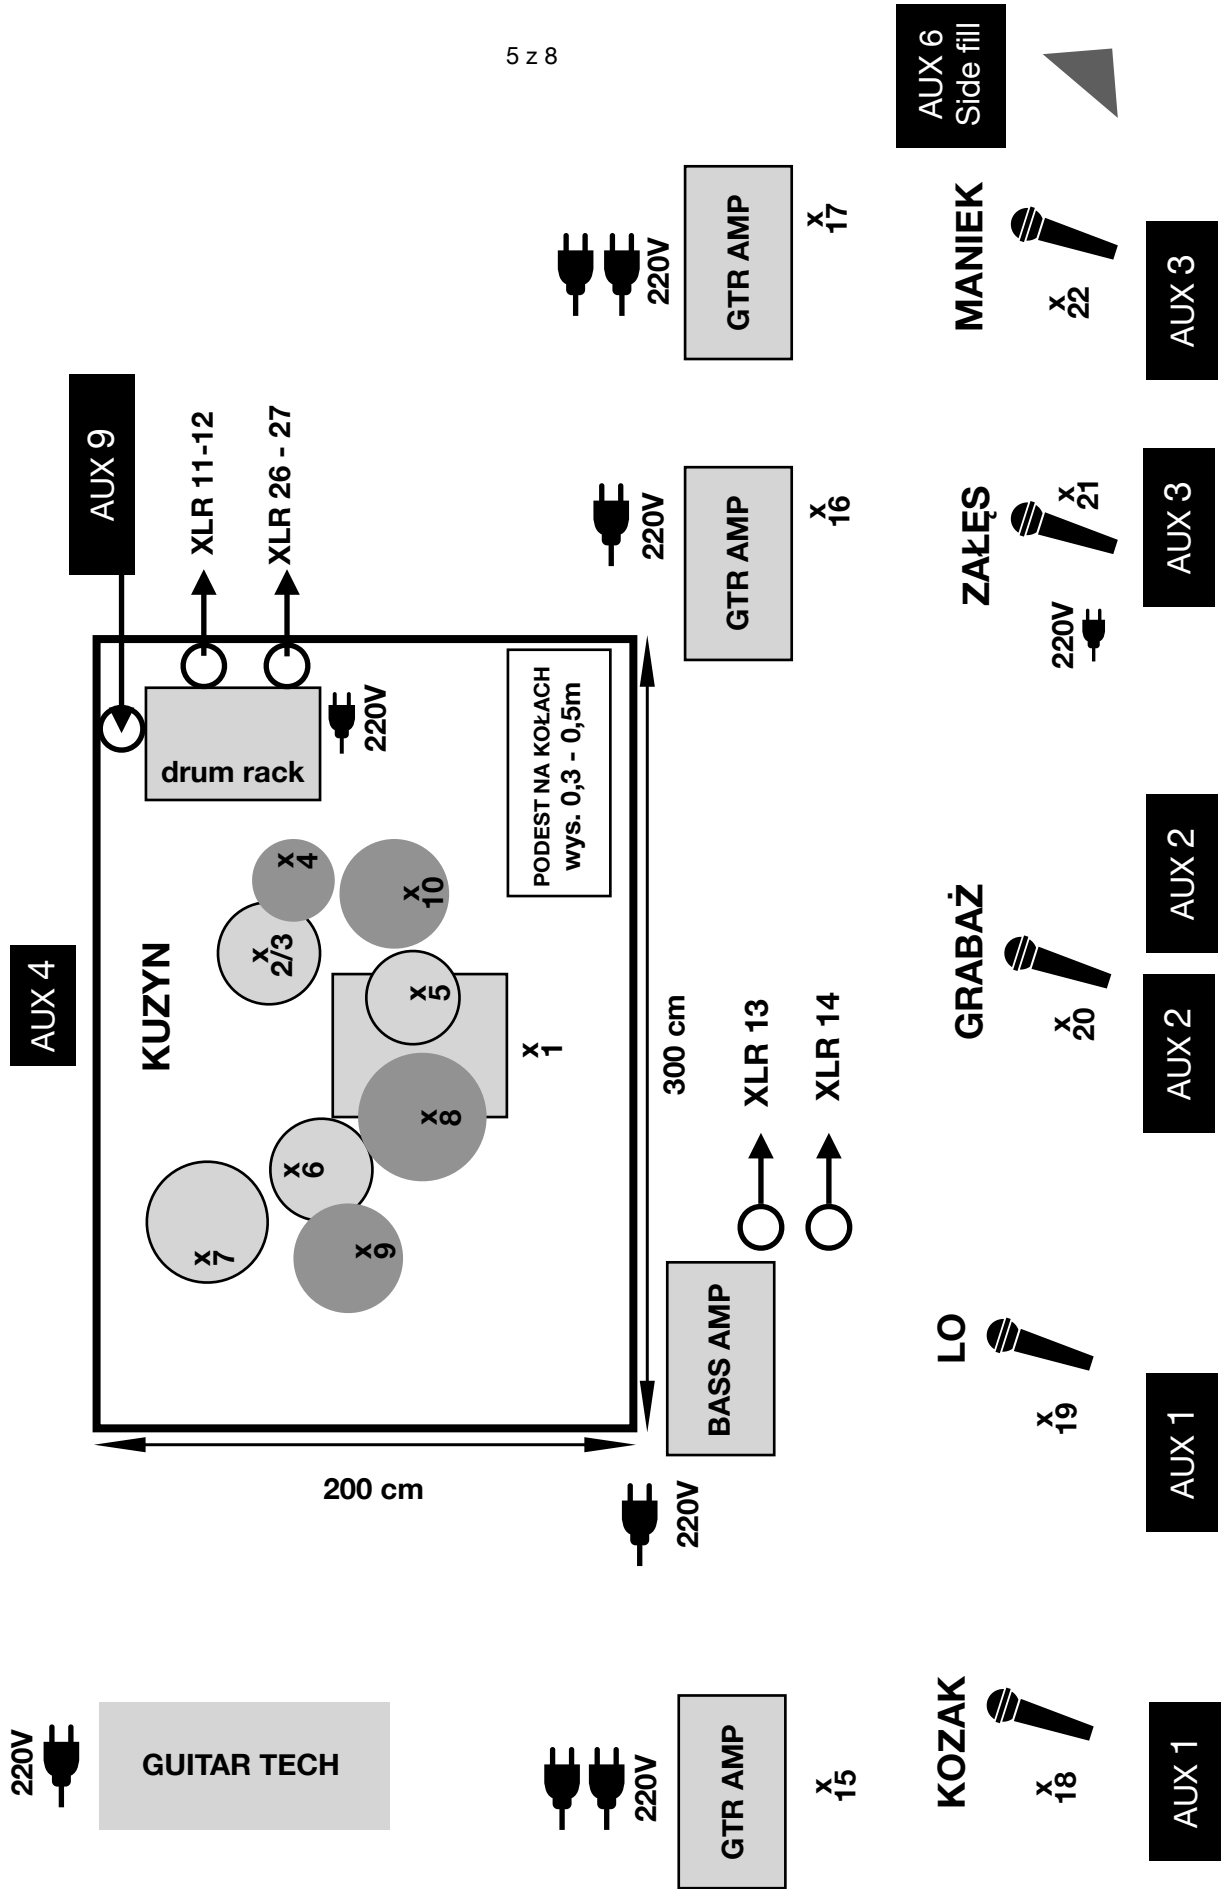 5 z 8
AUX 4
AUX 9
AUX 6
Side fill
220V
GUITAR TECH
KUZYN
x
7
x
6
x
9
x
8
x
5
x
1
x
2/3
x
4
x
10
drum rack
220V
XLR 11-12
XLR 26 - 27
PODEST NA KOŁACH
wys. 0,3 - 0,5m
200 cm
300 cm
220V
GTR AMP
x
15
220V
BASS AMP
XLR 13
XLR 14
220V
GTR AMP
x
16
220V
GTR AMP
x
17
KOZAK
x
18
LO
x
19
GRABAŻ
x
20
ZAŁĘS
220V
x
21
MANIEK
x
22
AUX 1
AUX 1
AUX 2
AUX 2
AUX 3
AUX 3